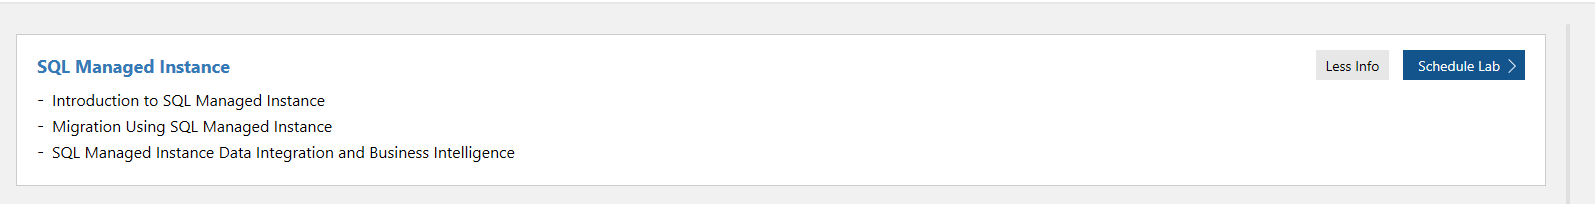 SQL Managed Instance
Less Info
Schedule Lab
- Introduction to SQL Managed Instance
- Migration Using SQL Managed Instance
- SQL Managed Instance Data Integration and Business Intelligence